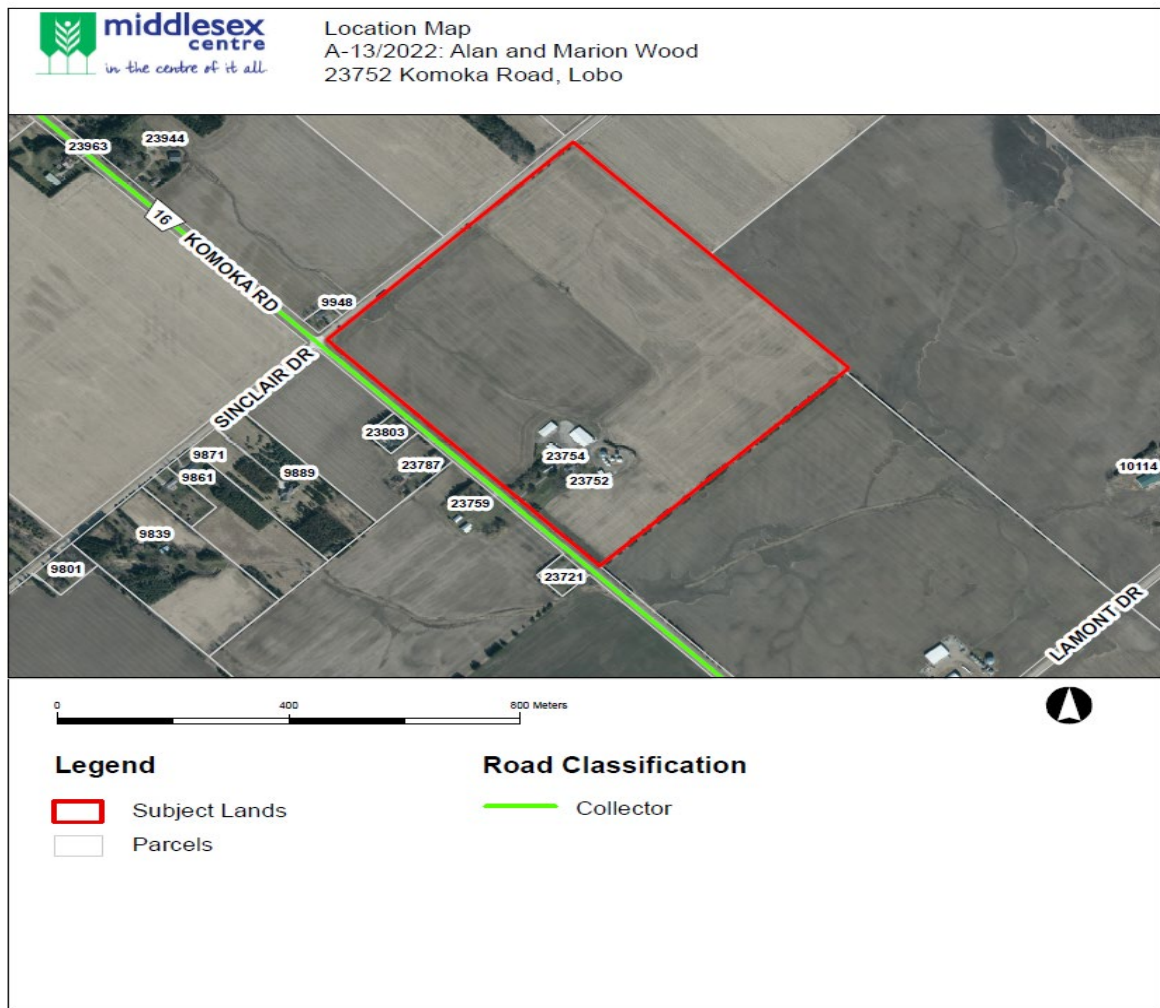 middlesex
centre
in the centre of it all
Location Map
A-13/2022: Alan and Marion Wood
23752 Komoka Road, Lobo
23963
23944
16
KOMOKA RD
9948
SINCLAIR DR
23803
23787
9871
9861
9889
23754
23752
23759
9839
9801
23721
10114
LAMONT DR
0 400 800 Meters
Legend
Subject Lands
Parcels
Road Classification
Collector